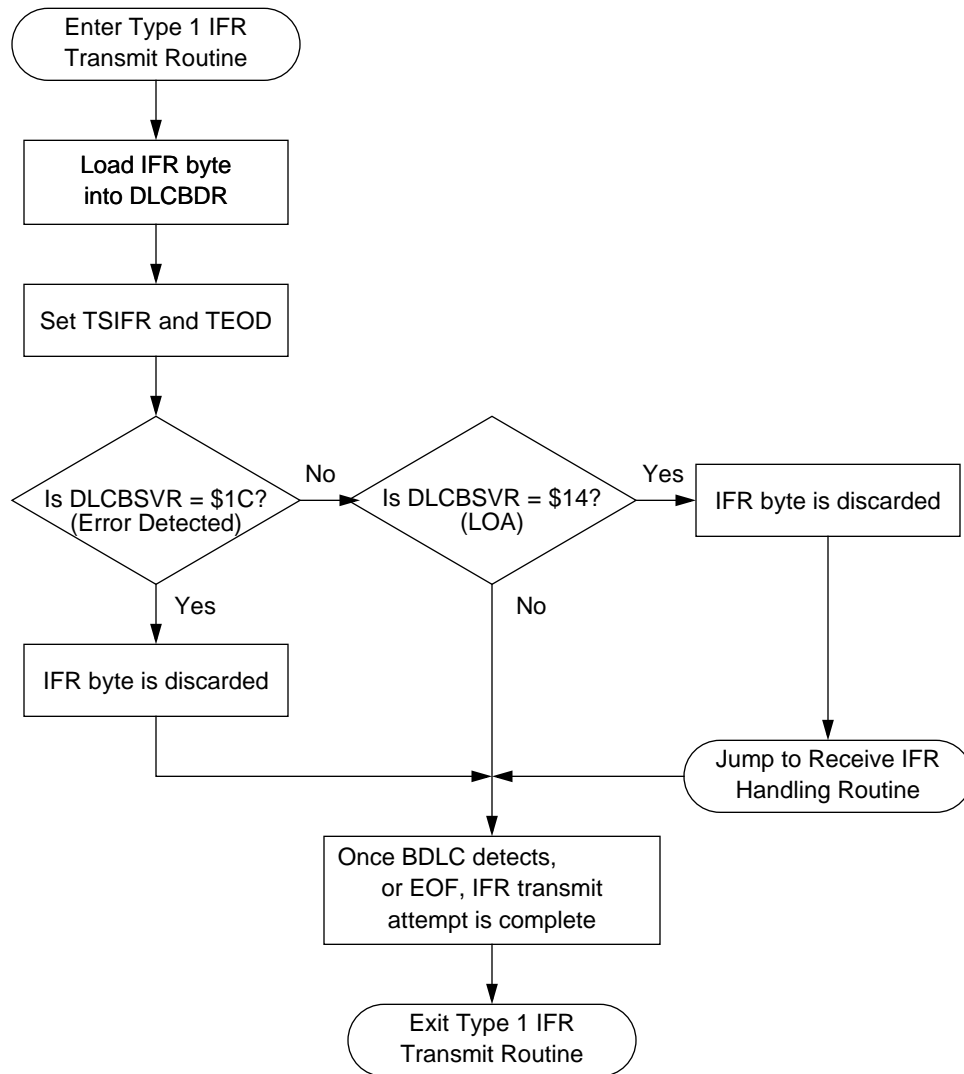 Enter Type 1 IFR
Transmit Routine
Load IFR byte
into DLCBDR
Set TSIFR and TEOD
Is DLCBSVR = $1C?
(Error Detected)
No
Is DLCBSVR = $14?
(LOA)
Yes
IFR byte is discarded
Yes
No
IFR byte is discarded
Jump to Receive IFR
Handling Routine
Once BDLC detects,
or EOF, IFR transmit
attempt is complete
Exit Type 1 IFR
Transmit Routine